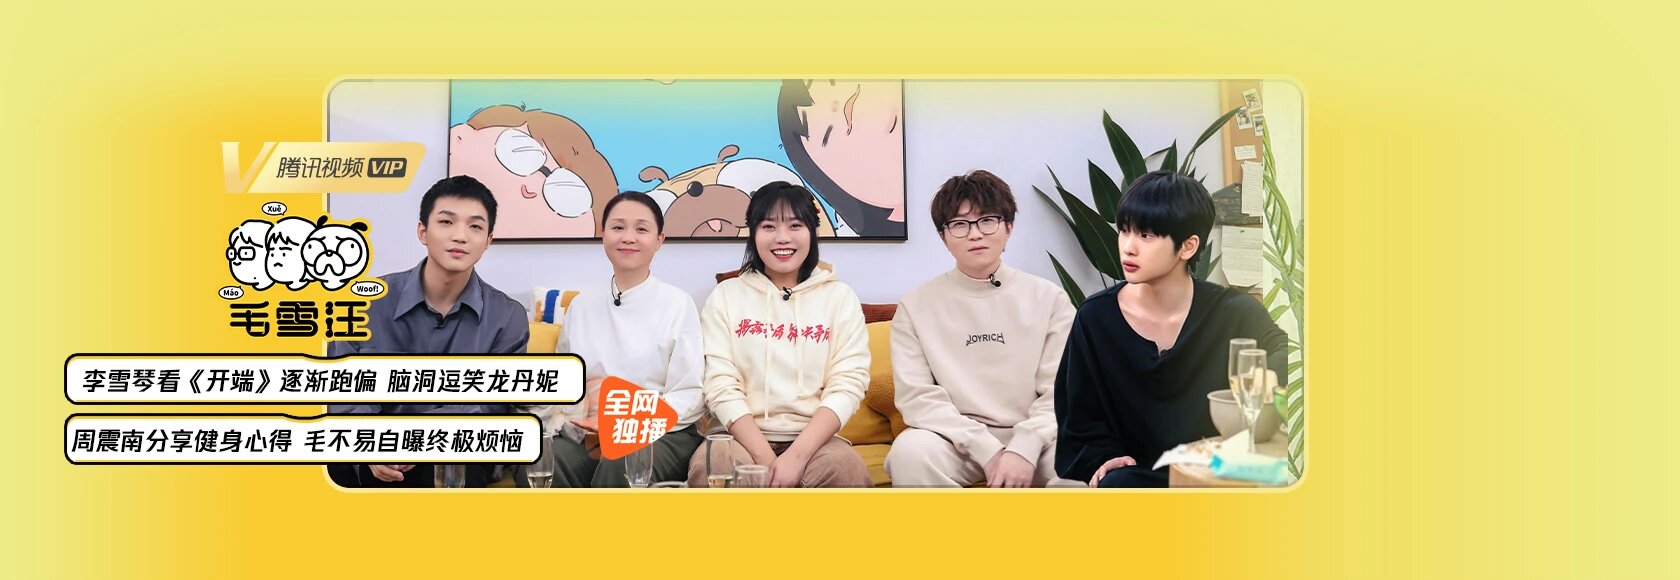 腾讯视频 VIP
Xuě
Máo
Woof!
毛雪汪
李雪琴看《开端》逐渐跑偏 脑洞逗笑龙丹妮
周震南分享健身心得 毛不易自曝终极烦恼
全网
独播
JOYRICH